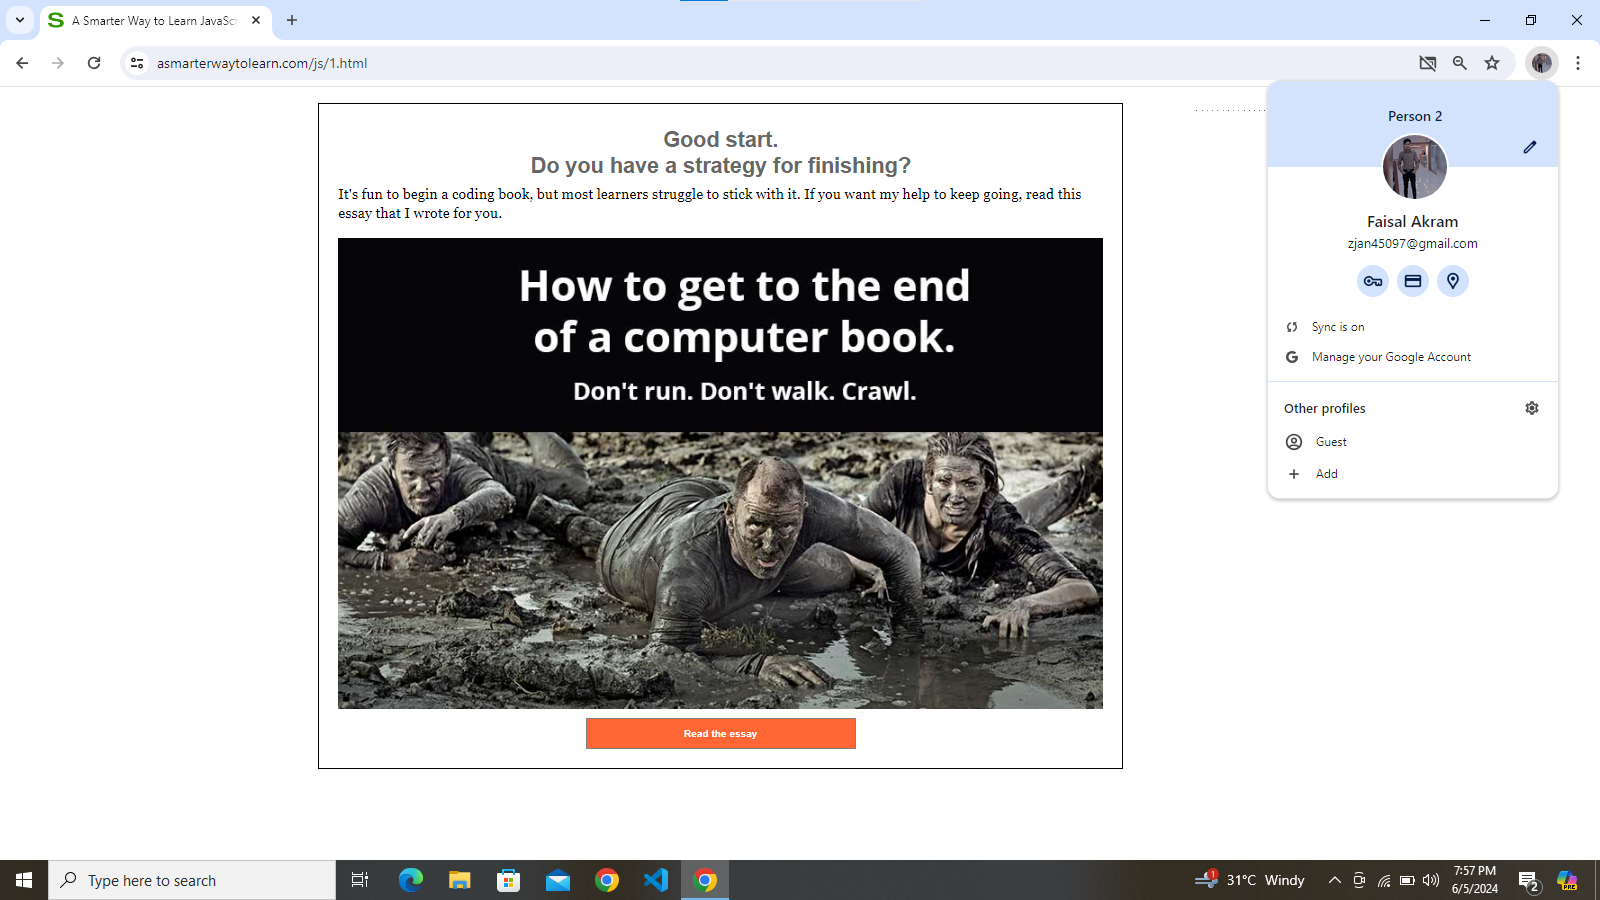 A Smarter Way to Learn JavaScr
asmarterwaytolearn.com/js/1.html
Good start.
Do you have a strategy for finishing?
It's fun to begin a coding book, but most learners struggle to stick with it. If you want my help to keep going, read this
essay that I wrote for you.
How to get to the end
of a computer book.
Don't run. Don't walk. Crawl.
Read the essay
Person 2
Faisal Akram
zjan45097@gmail.com
Sync is on
Manage your Google Account
Other profiles
Guest
Add
Type here to search
1
31°C Windy
7:57 PM
6/5/2024
2
PRE